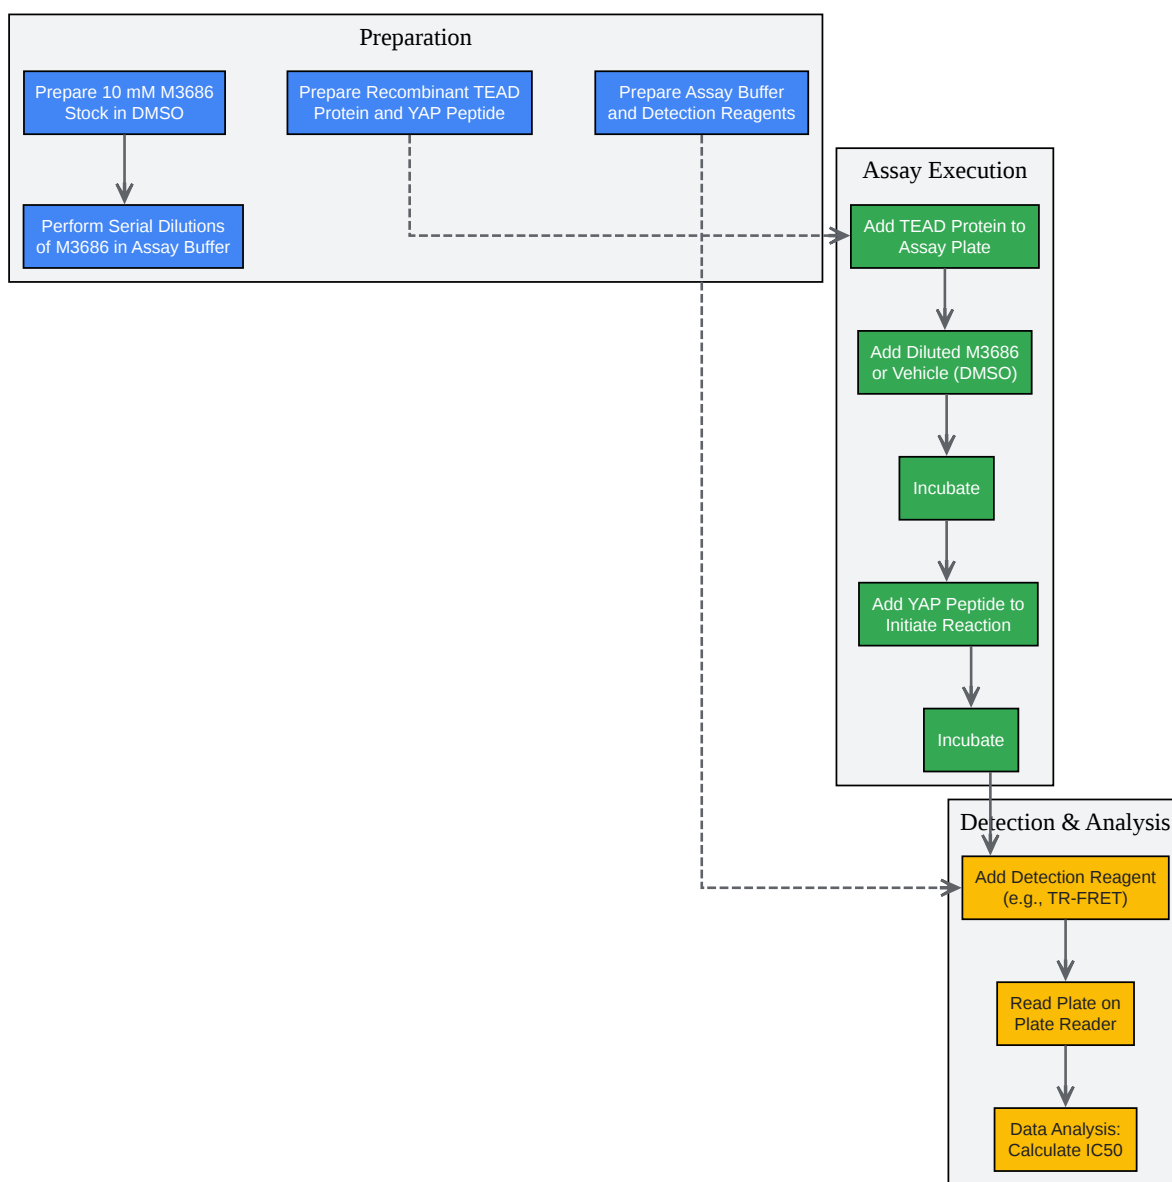 Preparation
Prepare 10 mM M3686
Stock in DMSO
Prepare Recombinant TEAD
Protein and YAP Peptide
Prepare Assay Buffer
and Detection Reagents
Perform Serial Dilutions
of M3686 in Assay Buffer
Assay Execution
Add TEAD Protein to
Assay Plate
Add Diluted M3686
or Vehicle (DMSO)
Incubate
Add YAP Peptide to
Initiate Reaction
Incubate
Detection & Analysis
Add Detection Reagent
(e.g., TR-FRET)
Read Plate on
Plate Reader
Data Analysis:
Calculate IC50